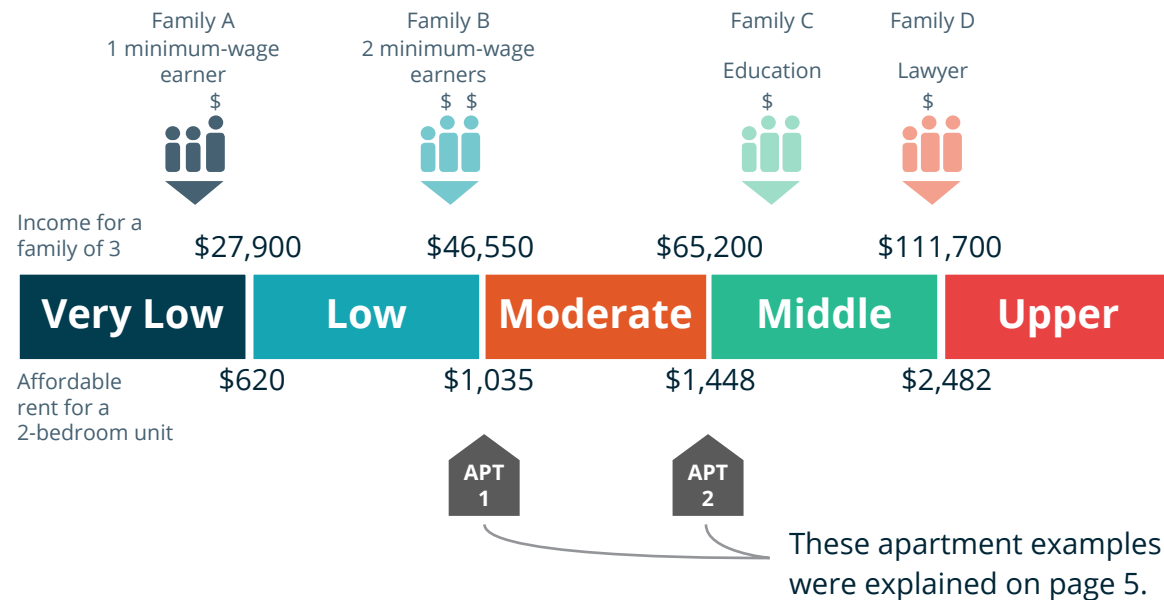 Family A
1 minimum-wage
earner
$
Family B
2 minimum-wage
earners
$ $
Family C
Education
$
Family D
Lawyer
$
Income for a
family of 3
$27,900
$46,550
$65,200
$111,700
Very Low
Low
Moderate
Middle
Upper
Affordable
rent for a
2-bedroom unit
$620
$1,035
$1,448
$2,482
APT
1
APT
2
These apartment examples
were explained on page 5.